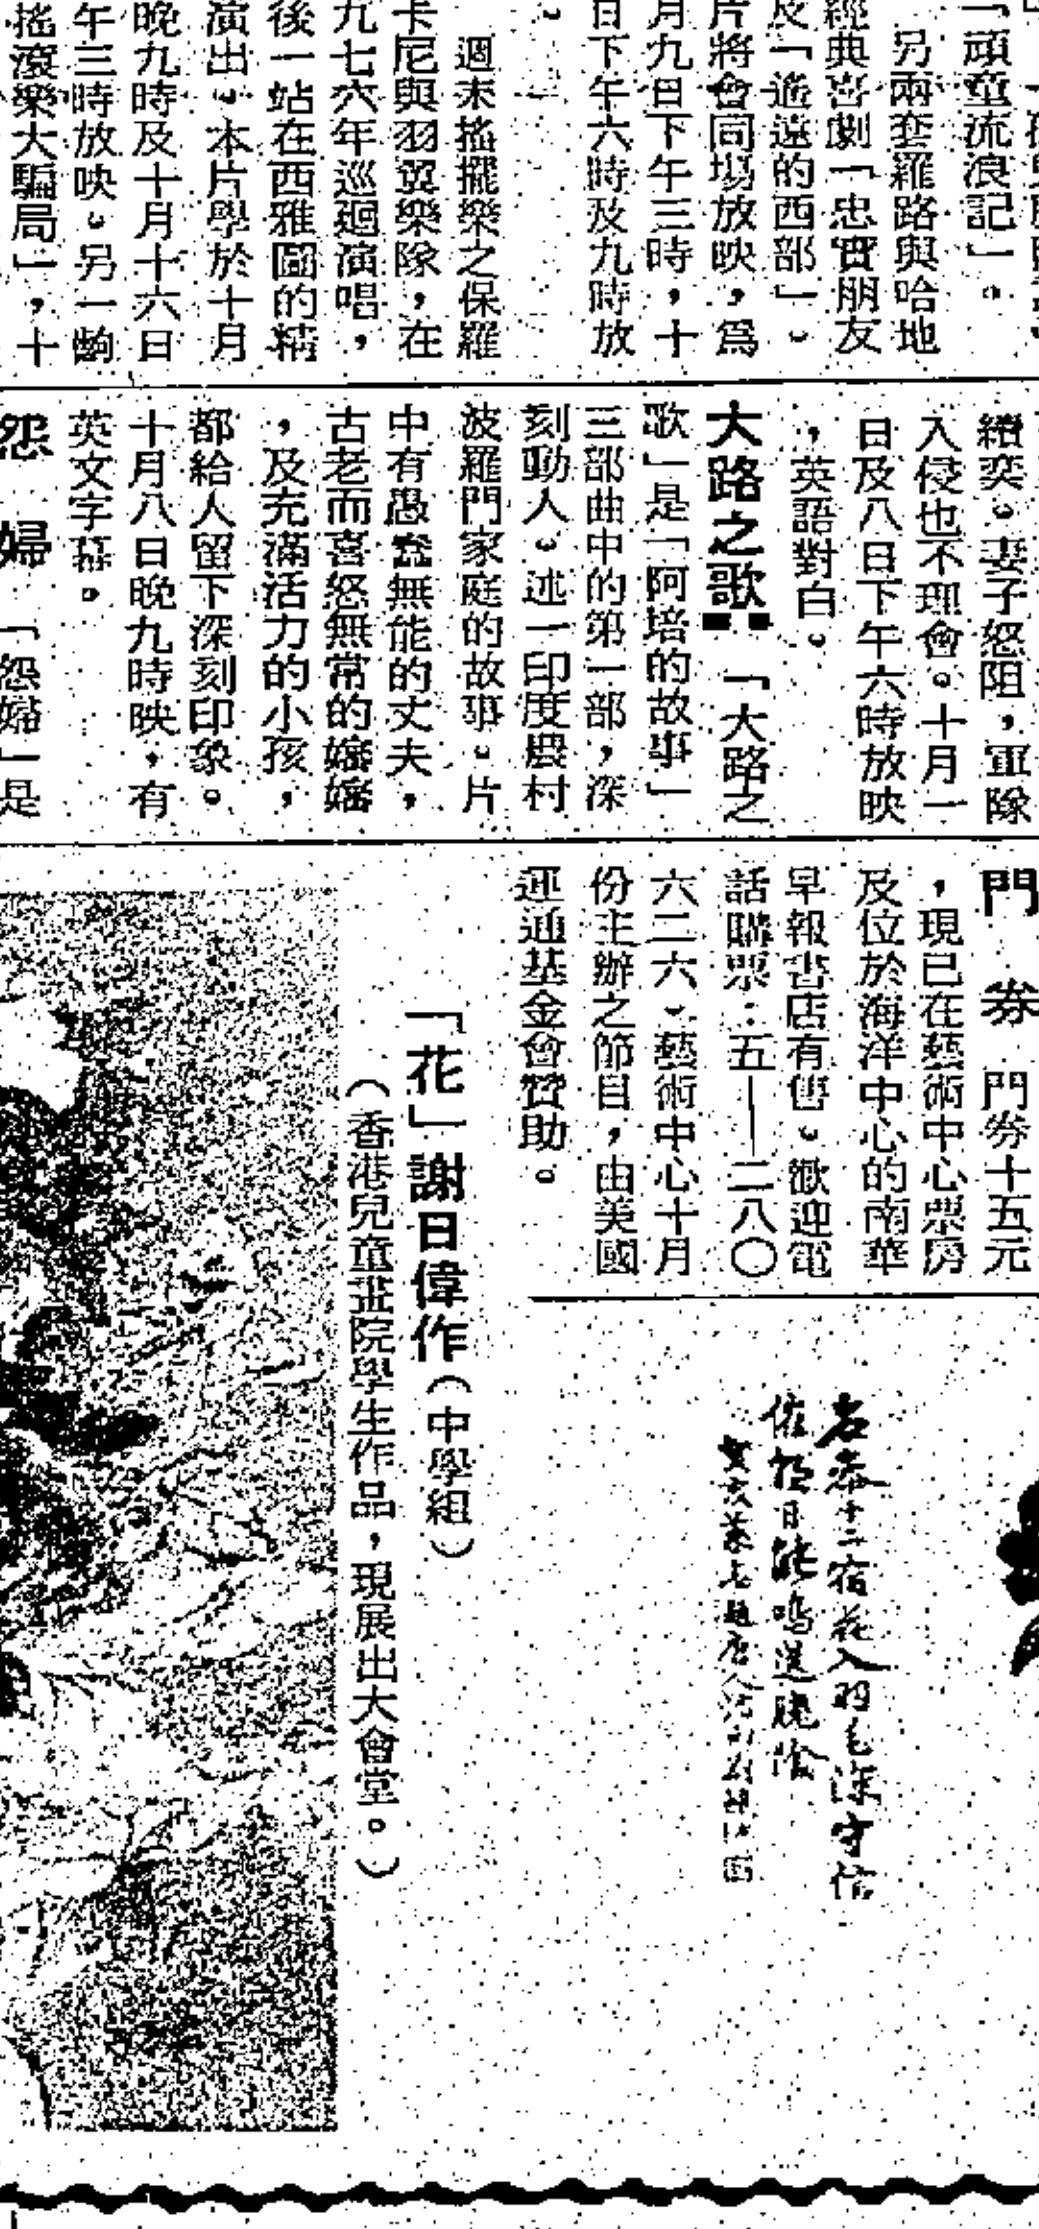 「頑童流浪記」。
另兩套羅路與哈地
經典喜劇「忠實朋友
及「遙遠的西部」。
片將會同場放映，爲
月九日下午三時，十
日下午六時及九時放
週末搖擺樂之保羅
卡尼與羽翼樂隊，在
九七六年巡廻演唱，
後一站在西雅圖的精
演出。本片學於十月
晚九時及十月十六日
午三時放映。另一齣
搖滾樂大騙局」，十
續奕。妻子怒阻，軍隊
入侵也不理會。十月一
日及八日下午六時放映
，英語對白。
大路之歌 「大路之
歌」是「阿培的故事」
三部曲中的第一部，深
刻動人。述一印度農村
波羅門家庭的故事。片
中有愚蠢無能的丈夫，
古老而喜怒無常的嬸嬸
，及充滿活力的小孩，
都給人留下深刻印象。
十月八日晚九時映，有
英文字幕。
怨婦 「怨婦」是
門券 門券十五元
，現已在藝術中心票房
及位於海洋中心的南華
早報書店有售。歡迎電
話購票：五——二八〇
六二六。藝術中心十月
份主辦之節目，由美國
運通基金會贊助。
「花」謝日偉作（中學組）
（香港兒童畫院學生作品，現展出大會堂。）